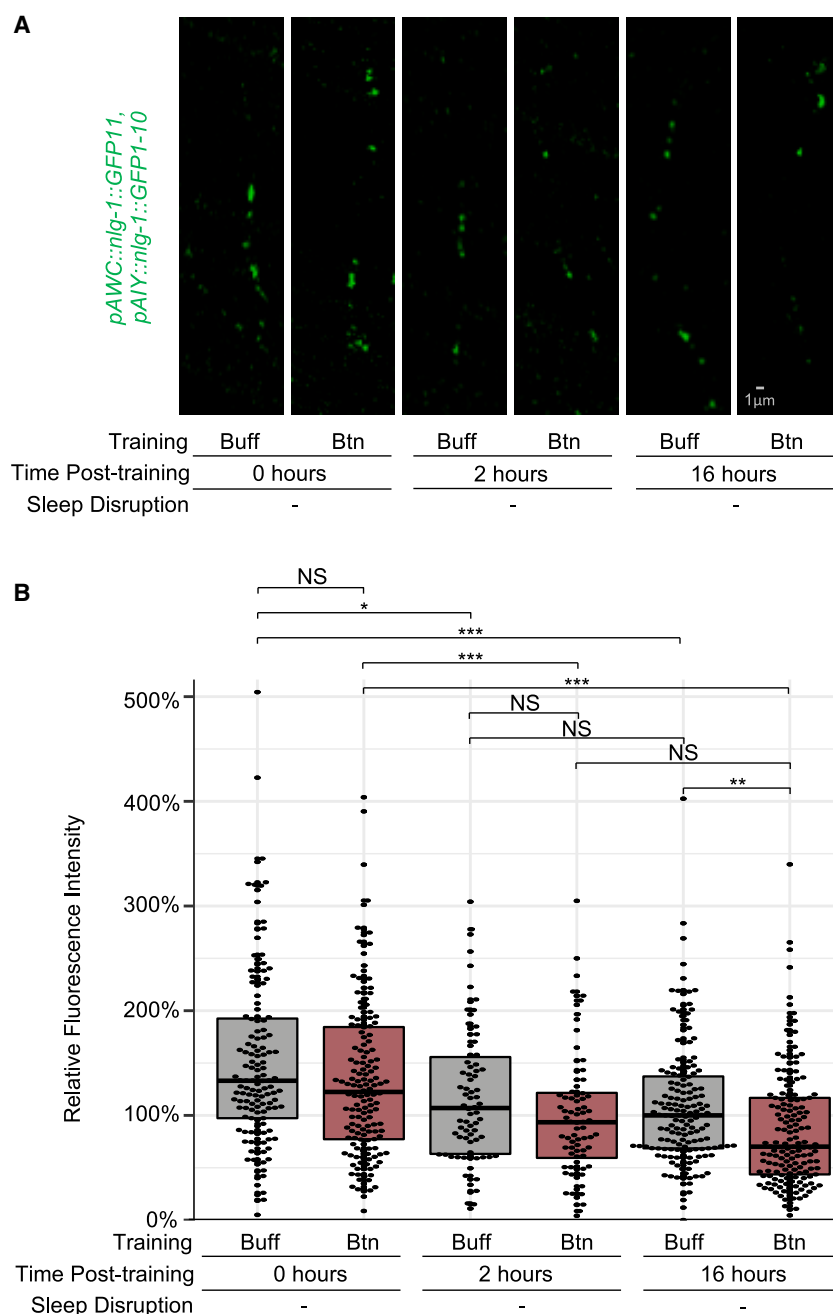 A
pAWC::nlg-1::GFP11,
pAIY::nlg-1::GFP1-10
1μm
Training Buff Btn Buff Btn Buff Btn
Time Post-training 0 hours 2 hours 16 hours
Sleep Disruption - - -
B
NS
*
***
***
***
NS
NS
NS
**
Relative Fluorescence Intensity
500%
400%
300%
200%
100%
0%
Training Buff Btn Buff Btn Buff Btn
Time Post-training 0 hours 2 hours 16 hours
Sleep Disruption - - -